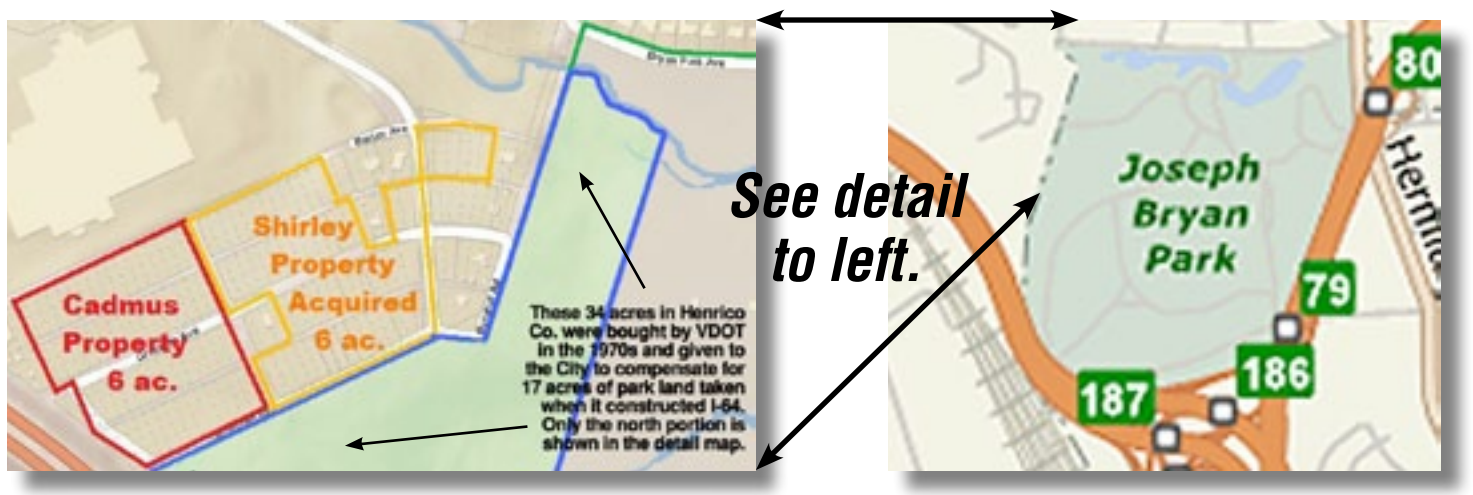 Bryan Park Ave
Shirley
Property
Acquired
6 ac.
Cadmus
Property
6 ac.
These 34 acres in Henrico
Co. were bought by VDOT
in the 1970s and given to
the City to compensate for
17 acres of park land taken
when it constructed I-64.
Only the north portion is
shown in the detail map.
See detail
to left.
80
Joseph
Bryan
Park
79
186
187